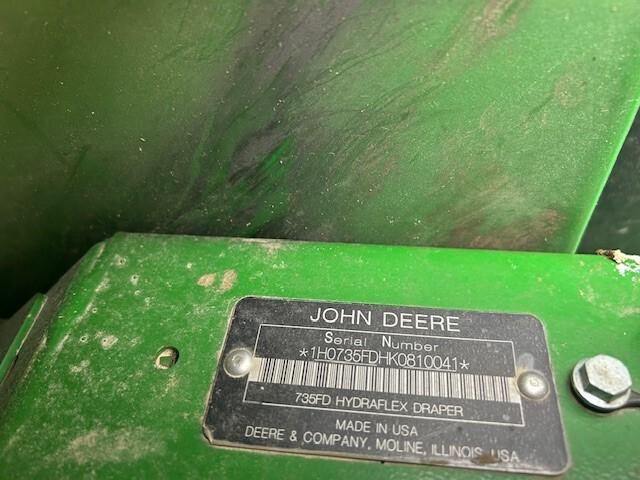 JOHN DEERE
Serial Number
*1H0735FDHK0810041*
735FD HYDRAFLEX DRAPER
MADE IN USA
DEERE & COMPANY, MOLINE, ILLINOIS, USA